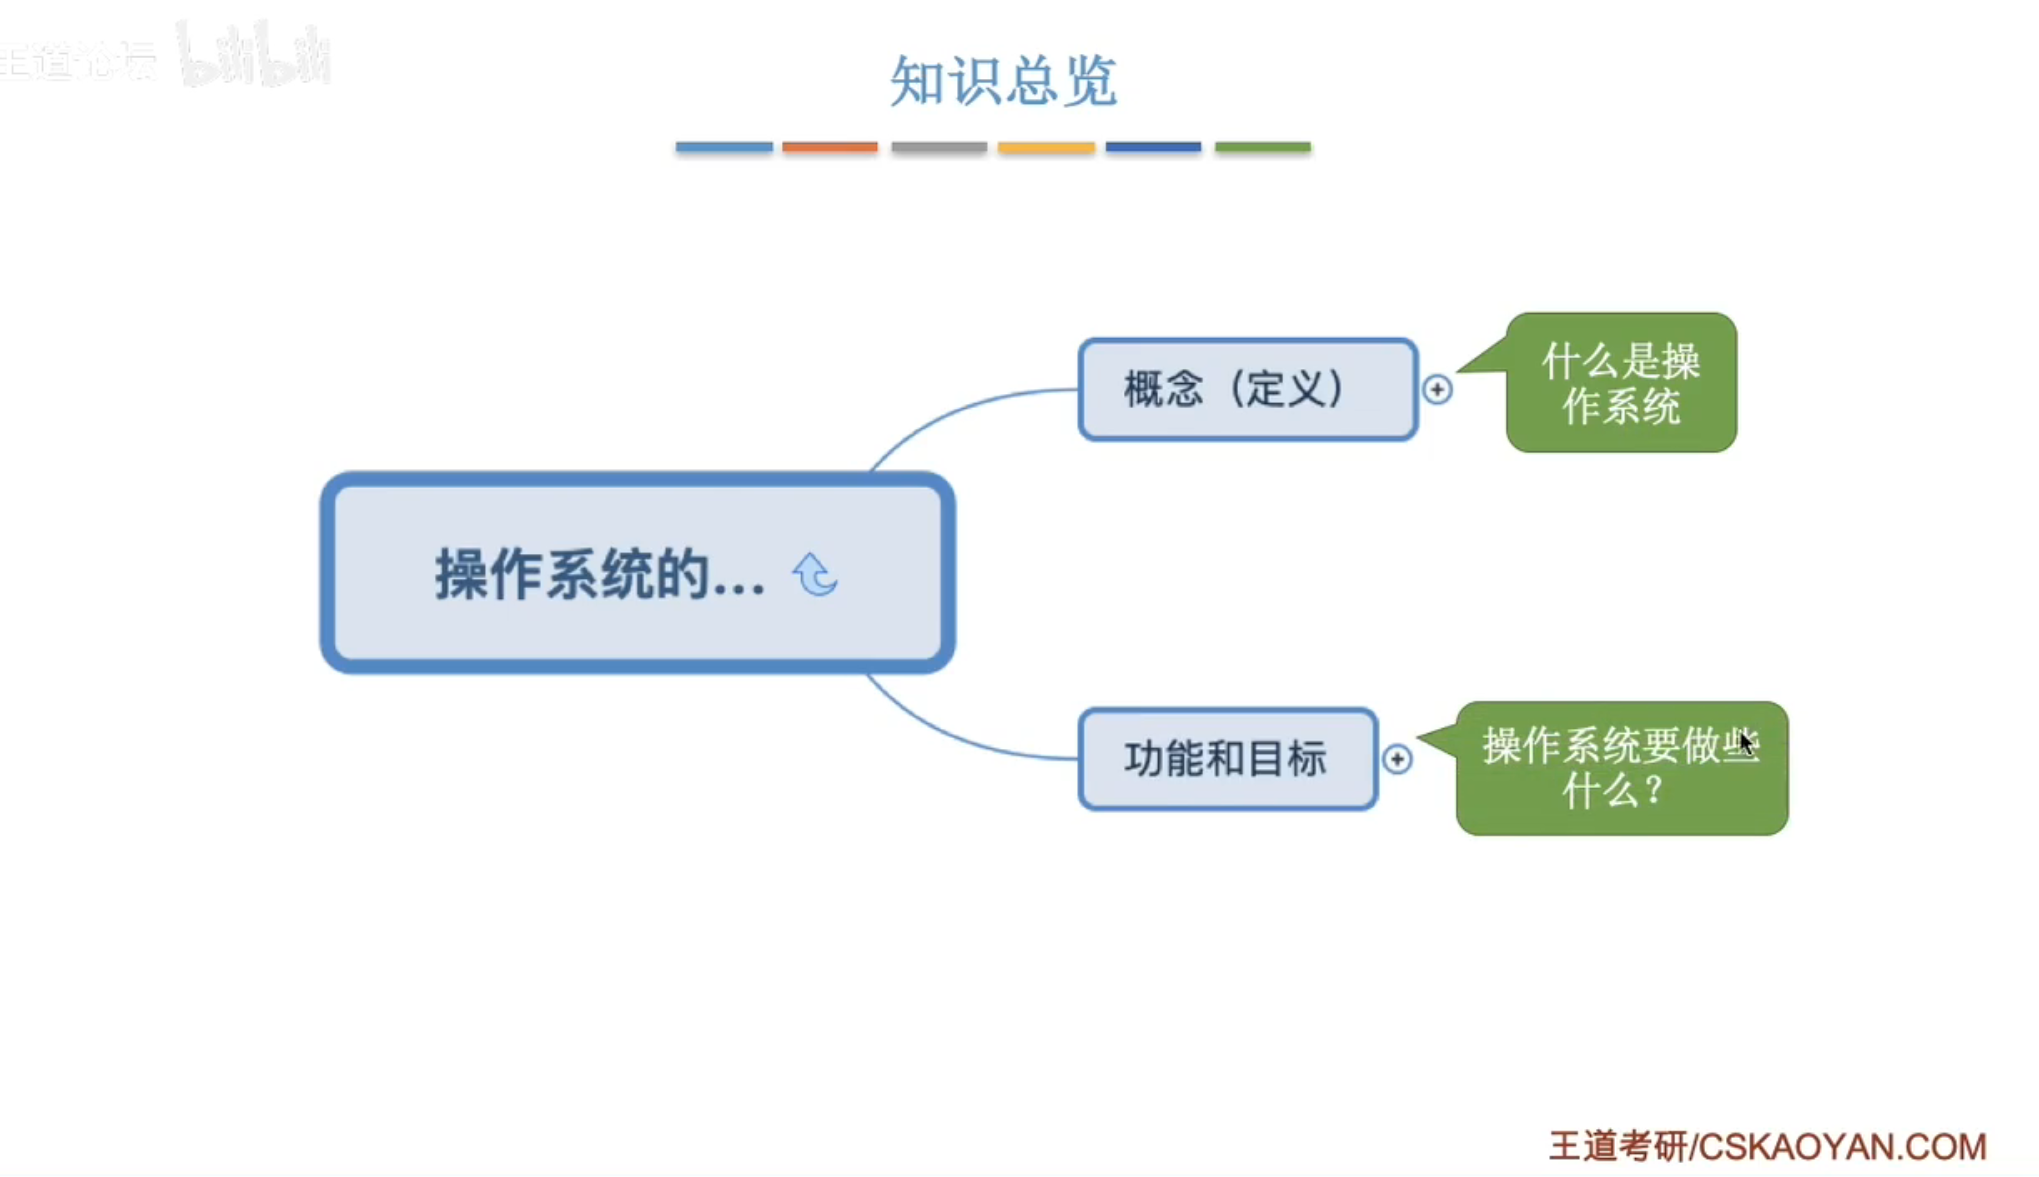 王道论坛 bilibili
知识总览
概念（定义）
什么是操
作系统
操作系统的...
功能和目标
操作系统要做些
什么？
王道考研/CSKAOYAN.COM